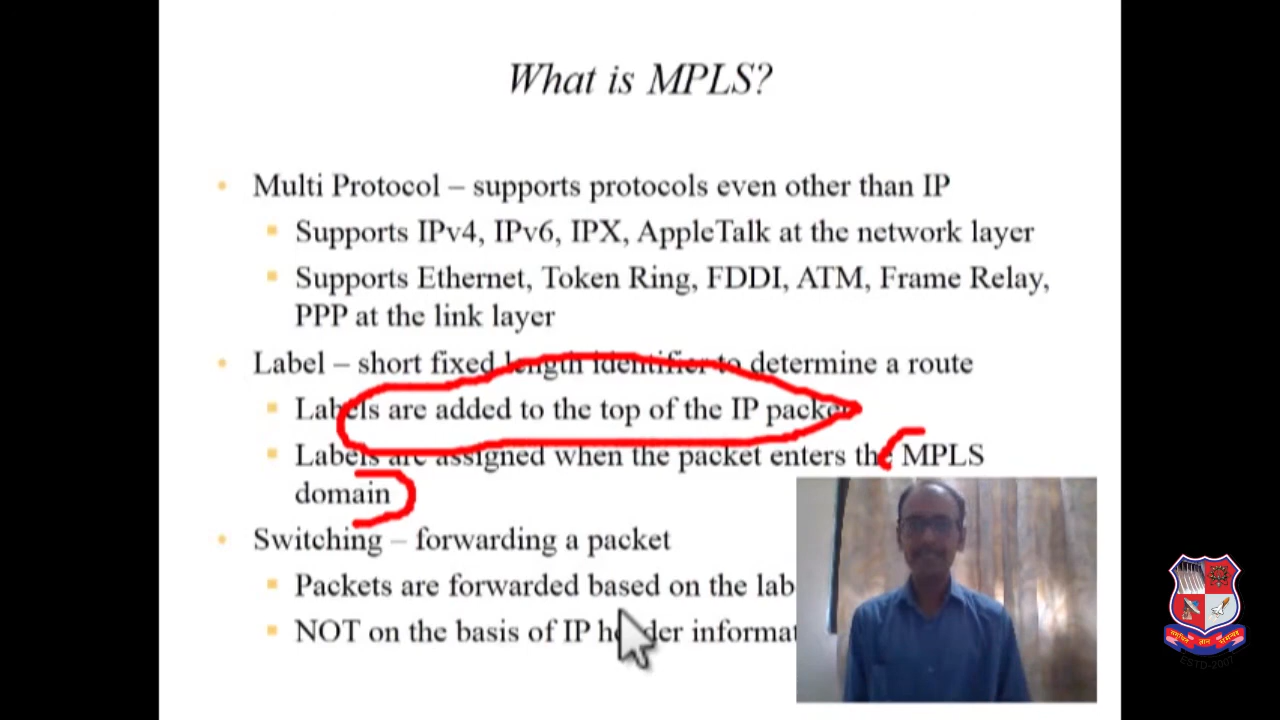 What is MPLS?
Multi Protocol – supports protocols even other than IP
Supports IPv4, IPv6, IPX, AppleTalk at the network layer
Supports Ethernet, Token Ring, FDDI, ATM, Frame Relay,
PPP at the link layer
Label – short fixed length identifier to determine a route
Labels are added to the top of the IP packet
Labels are assigned when the packet enters the MPLS
domain
Switching – forwarding a packet
Packets are forwarded based on the lab
NOT on the basis of IP header informat
ESTD-2007